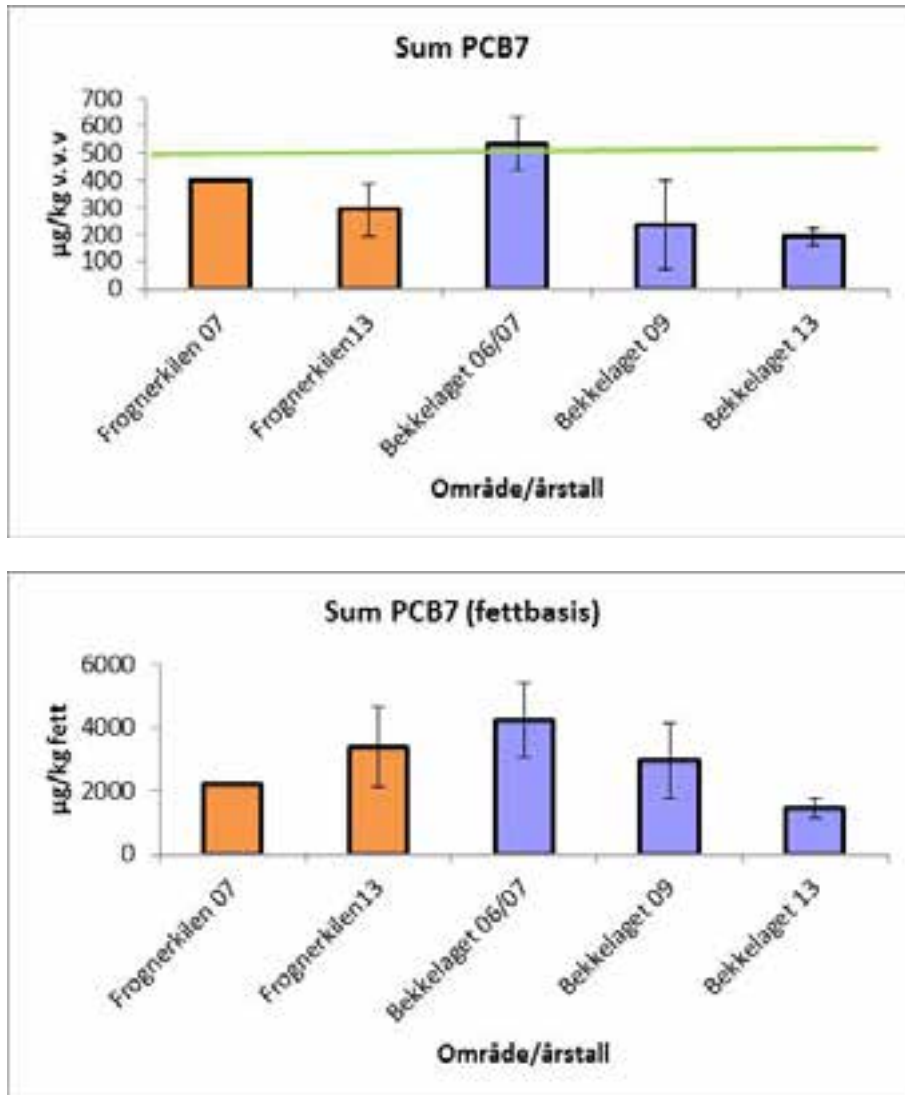 Sum PCB7
µg/kg v.v.v
700
600
500
400
300
200
100
0
Frognerkilen 07
Frognerkilen13
Bekkelaget 06/07
Bekkelaget 09
Bekkelaget 13
Område/årstall
Sum PCB7 (fettbasis)
µg/kg fett
6000
4000
2000
0
Frognerkilen 07
Frognerkilen13
Bekkelaget 06/07
Bekkelaget 09
Bekkelaget 13
Område/årstall